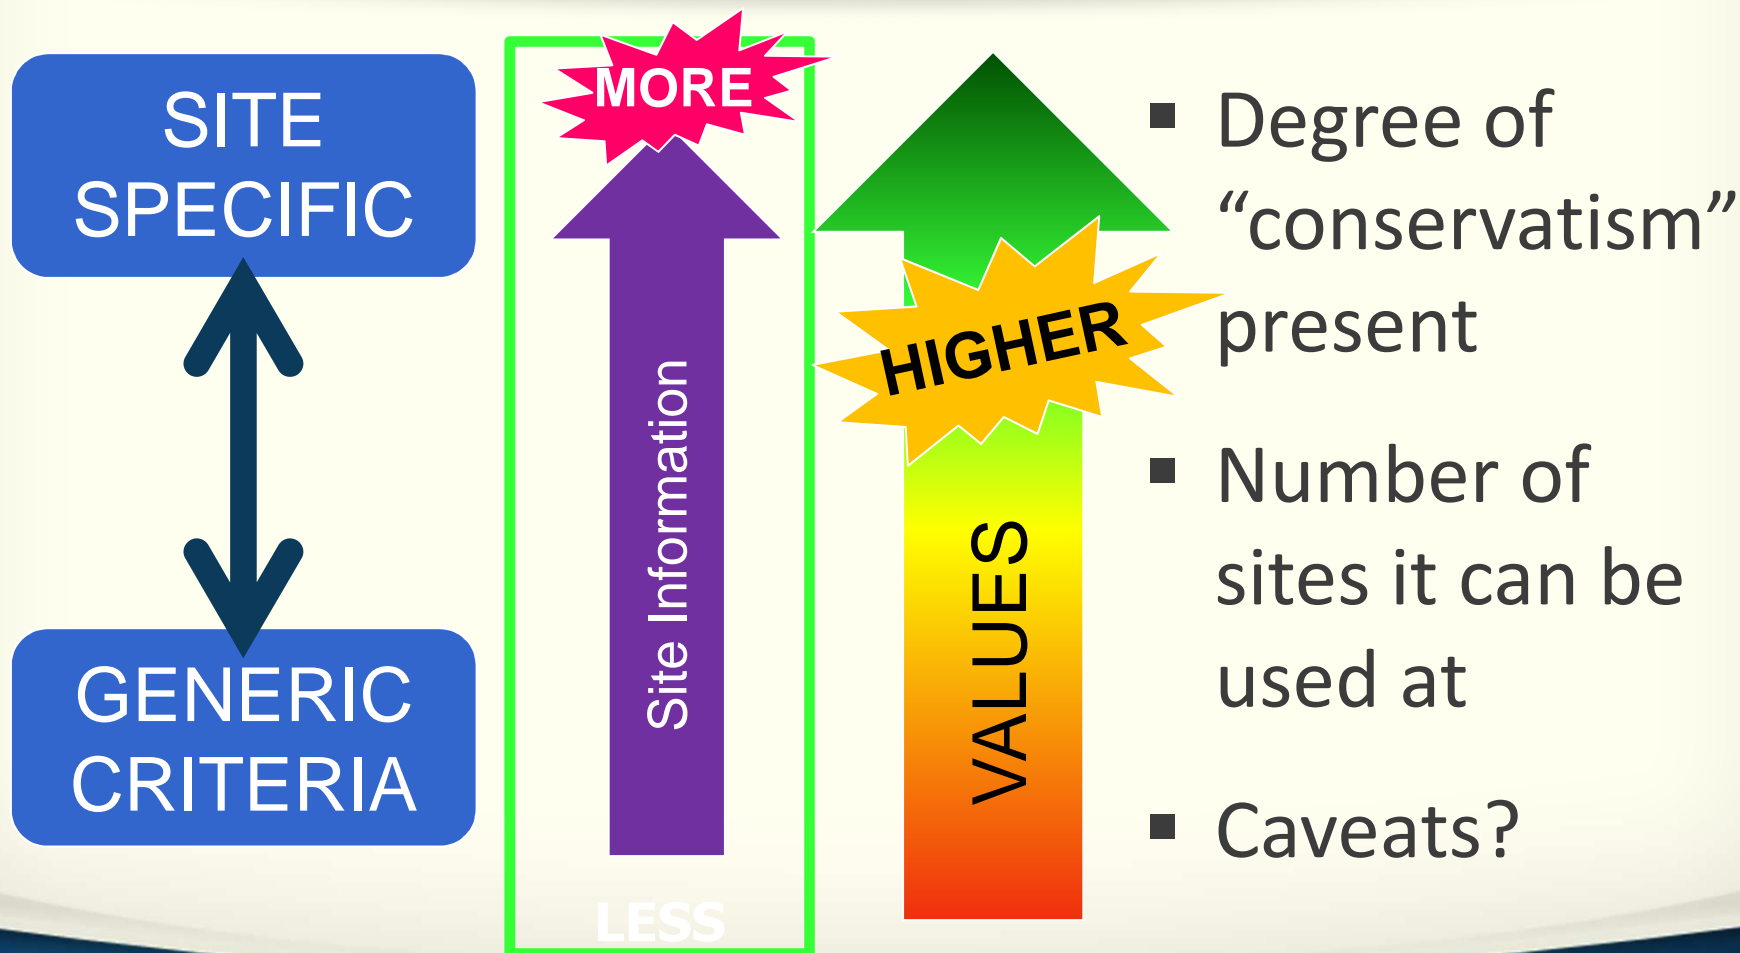 SITE
SPECIFIC
GENERIC
CRITERIA
MORE
Site Information
LESS
HIGHER
VALUES
▪ Degree of
“conservatism”
present
▪ Number of
sites it can be
used at
▪ Caveats?